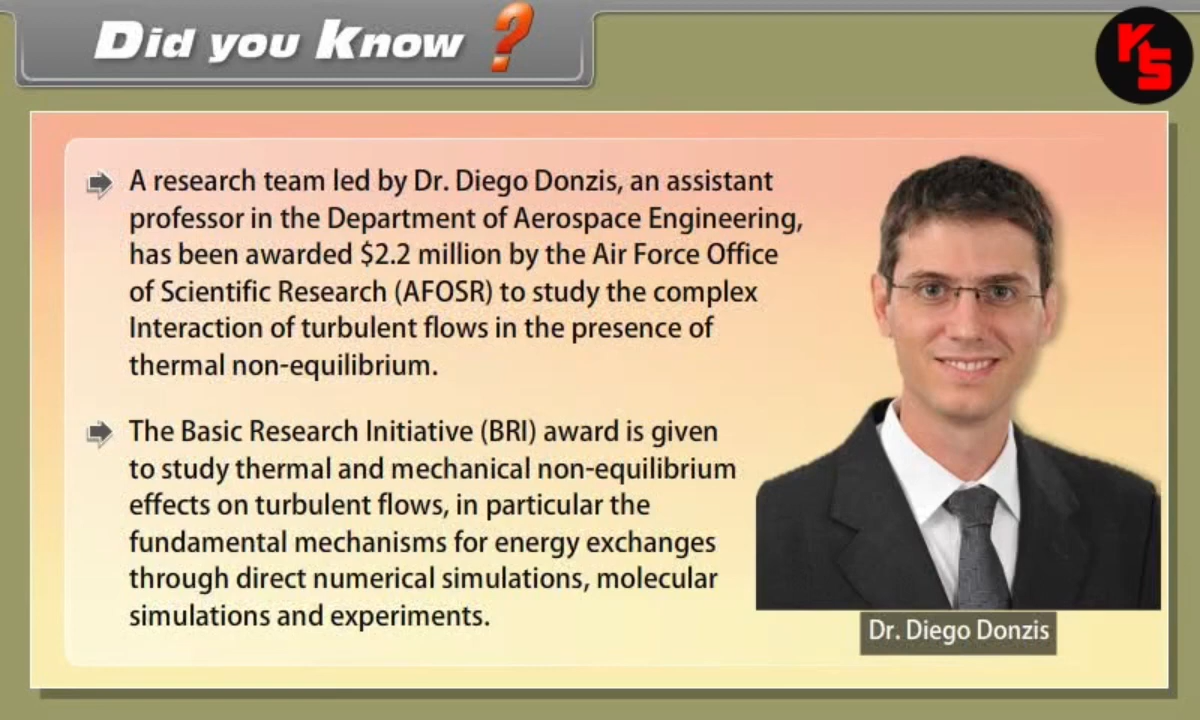 Did you Know ?
KS
A research team led by Dr. Diego Donzis, an assistant
professor in the Department of Aerospace Engineering,
has been awarded $2.2 million by the Air Force Office
of Scientific Research (AFOSR) to study the complex
Interaction of turbulent flows in the presence of
thermal non-equilibrium.
The Basic Research Initiative (BRI) award is given
to study thermal and mechanical non-equilibrium
effects on turbulent flows, in particular the
fundamental mechanisms for energy exchanges
through direct numerical simulations, molecular
simulations and experiments.
Dr. Diego Donzis